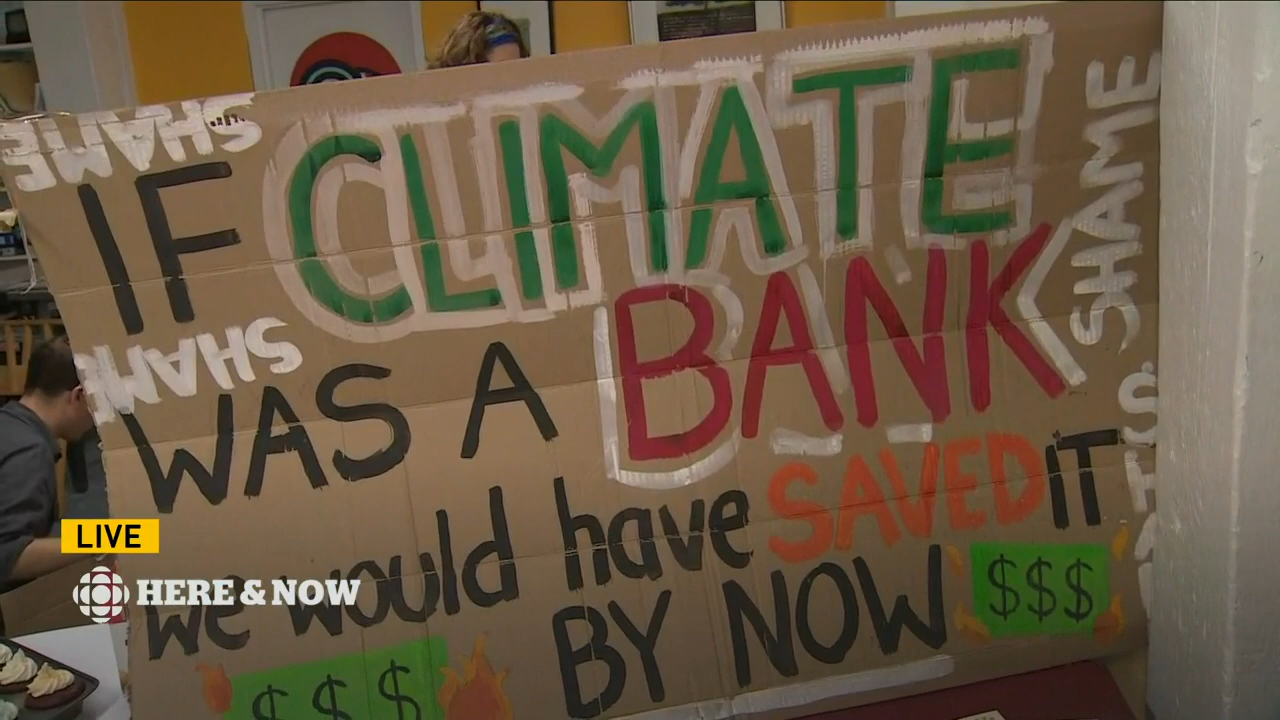 SHAME
IF CLIMATE
SHAME
SHAME
WAS A BANK
we would have SAVED IT
BY NOW $$$
$$$
LIVE
HERE & NOW